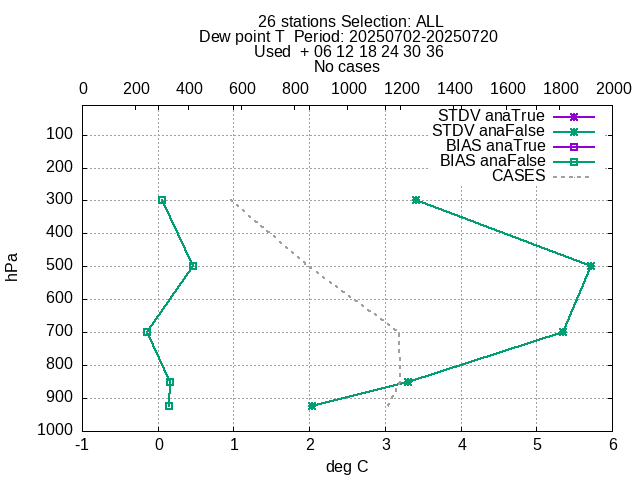 26 stations Selection: ALL
Dew point T  Period: 20250702-20250720
Used  + 06 12 18 24 30 36
No cases
0 200 400 600 800 1000 1200 1400 1600 1800 2000
STDV anaTrue
STDV anaFalse
BIAS anaTrue
BIAS anaFalse
CASES
100
200
300
400
500
600
700
800
900
1000
hPa
-1 0 1 2 3 4 5 6
deg C